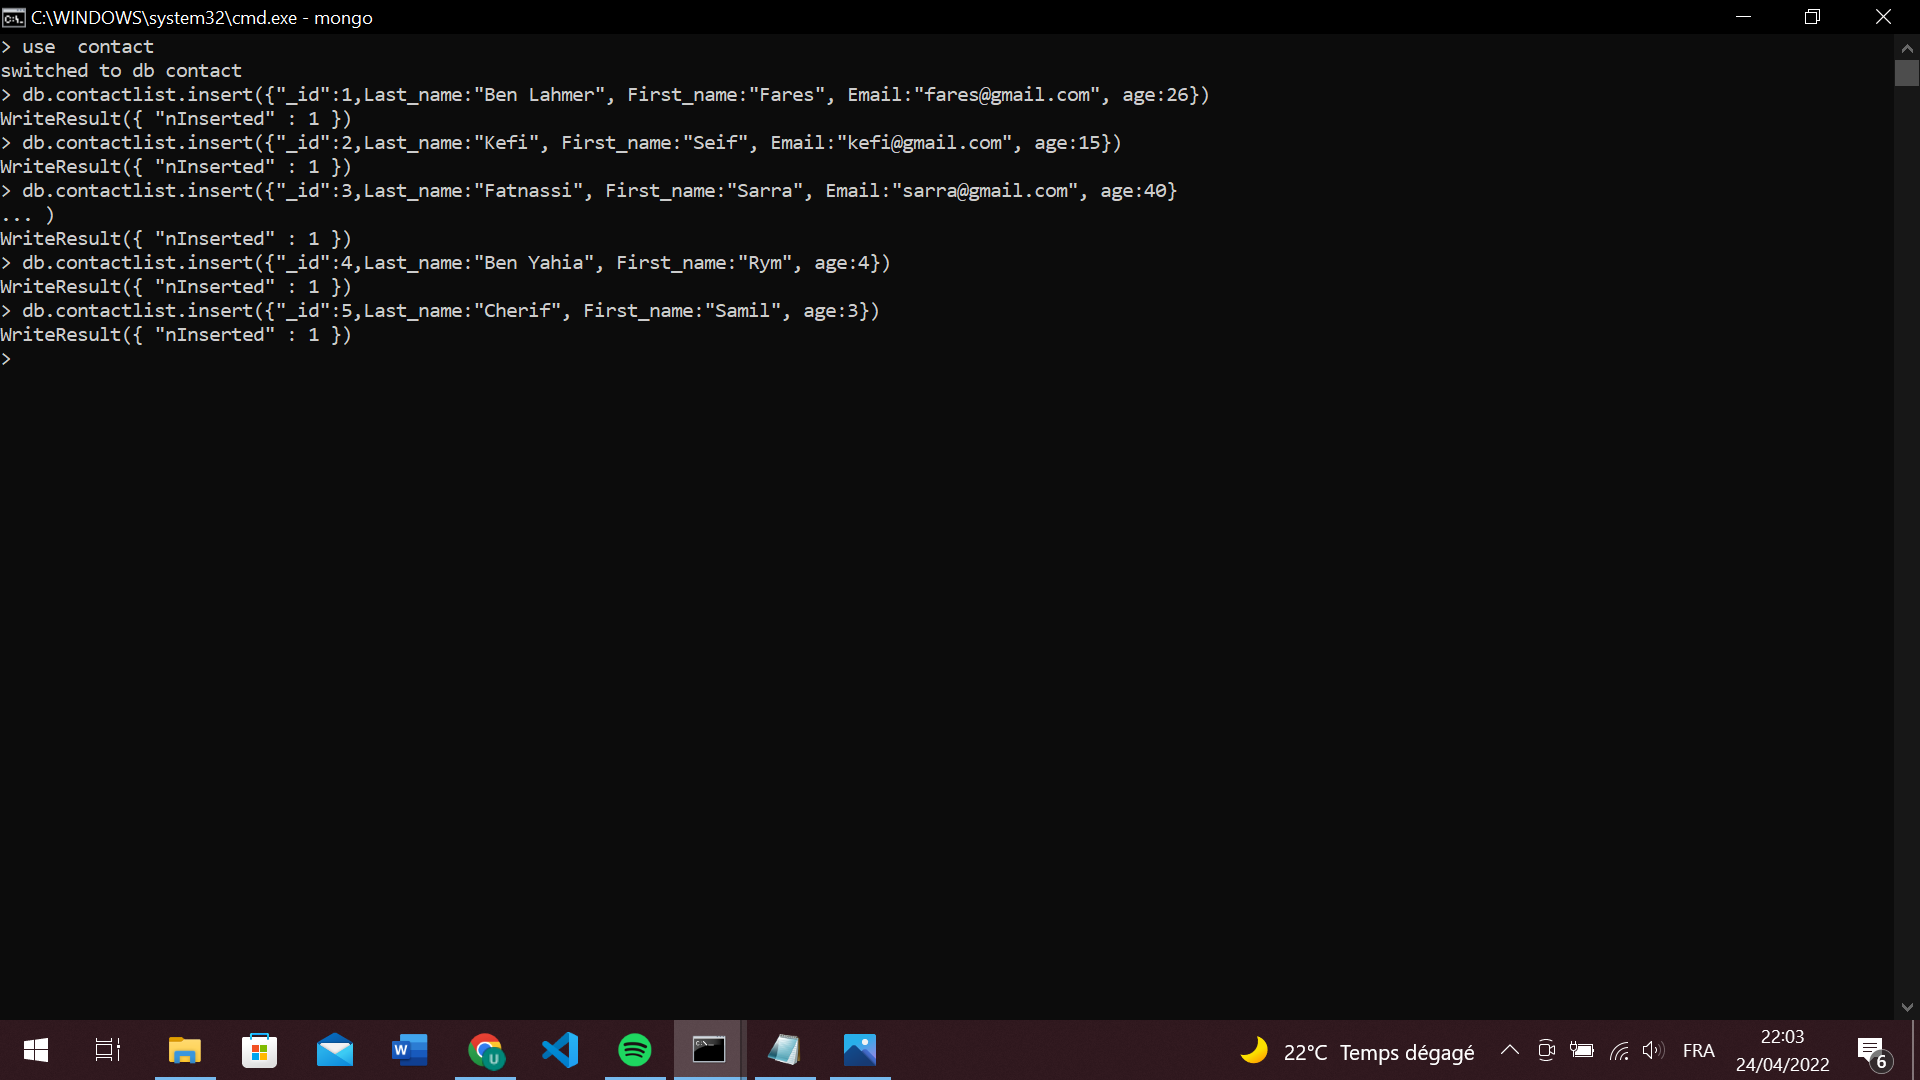 C:\WINDOWS\system32\cmd.exe - mongo
> use  contact
switched to db contact
> db.contactlist.insert({"_id":1,Last_name:"Ben Lahmer", First_name:"Fares", Email:"fares@gmail.com", age:26})
WriteResult({ "nInserted" : 1 })
> db.contactlist.insert({"_id":2,Last_name:"Kefi", First_name:"Seif", Email:"kefi@gmail.com", age:15})
WriteResult({ "nInserted" : 1 })
> db.contactlist.insert({"_id":3,Last_name:"Fatnassi", First_name:"Sarra", Email:"sarra@gmail.com", age:40}
... )
WriteResult({ "nInserted" : 1 })
> db.contactlist.insert({"_id":4,Last_name:"Ben Yahia", First_name:"Rym", age:4})
WriteResult({ "nInserted" : 1 })
> db.contactlist.insert({"_id":5,Last_name:"Cherif", First_name:"Samil", age:3})
WriteResult({ "nInserted" : 1 })
>
22°C Temps dégagé
FRA
22:03
24/04/2022
6